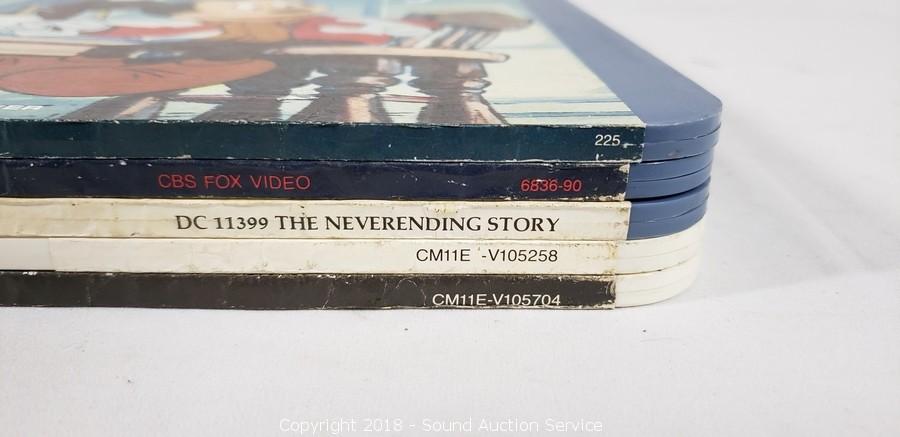 225
CBS FOX VIDEO 6836-90
DC 11399 THE NEVERENDING STORY
CM11E -V105258
CM11E-V105704
Copyright 2018 - Sound Auction Service